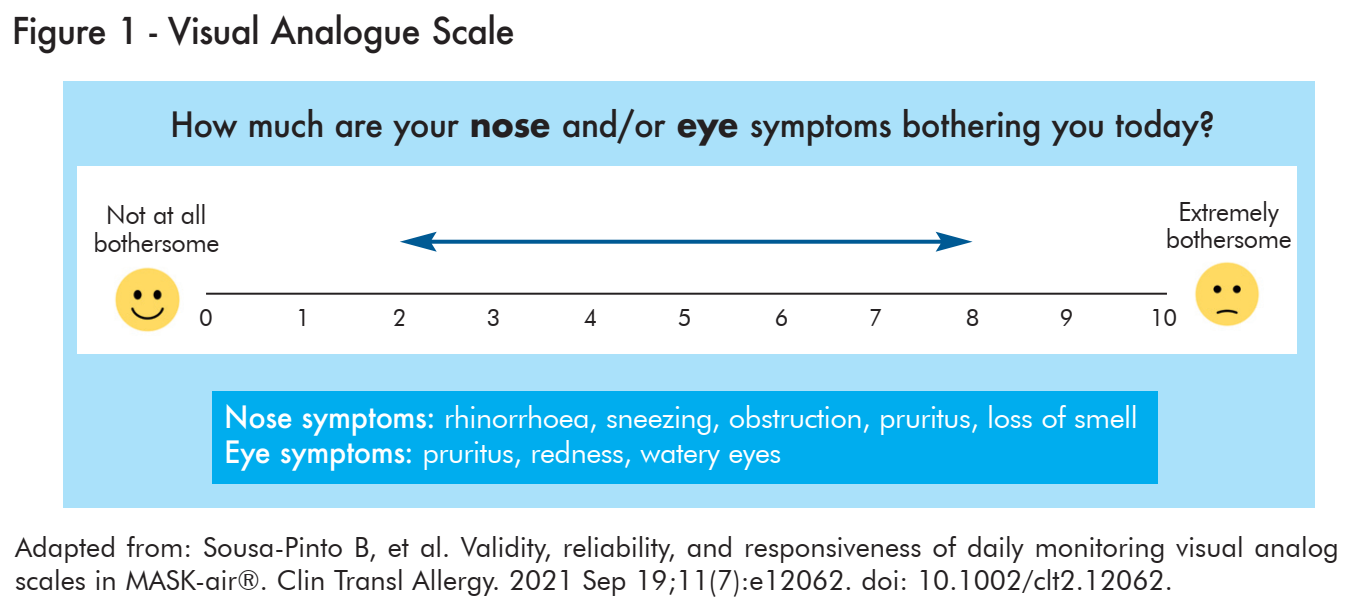 Figure 1 - Visual Analogue Scale
How much are your nose and/or eye symptoms bothering you today?
Not at all
bothersome
Extremely
bothersome
0 1 2 3 4 5 6 7 8 9 10
Nose symptoms: rhinorrhoea, sneezing, obstruction, pruritus, loss of smell
Eye symptoms: pruritus, redness, watery eyes
Adapted from: Sousa-Pinto B, et al. Validity, reliability, and responsiveness of daily monitoring visual analog
scales in MASK-air®. Clin Transl Allergy. 2021 Sep 19;11(7):e12062. doi: 10.1002/clt2.12062.